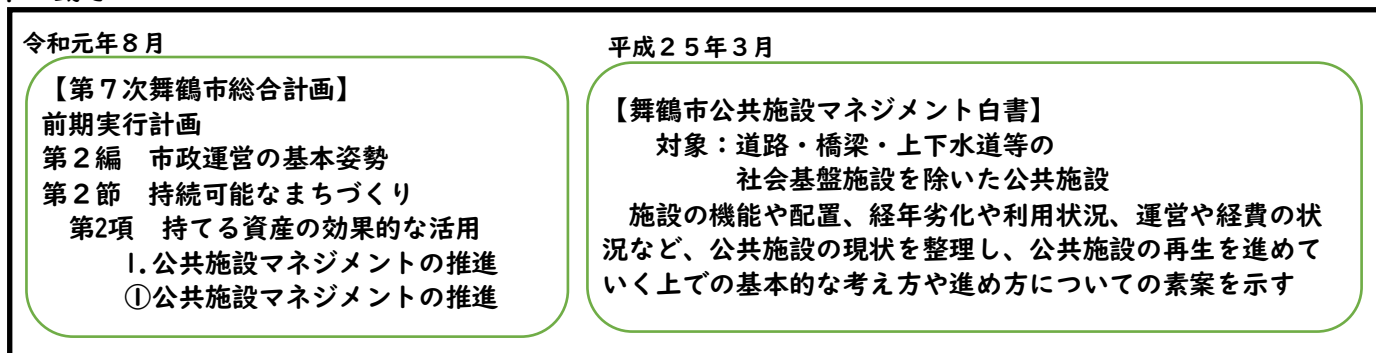 令和元年８月
【第７次舞鶴市総合計画】
前期実行計画
第２編　市政運営の基本姿勢
第２節　持続可能なまちづくり
第2項　持てる資産の効果的な活用
1.公共施設マネジメントの推進
①公共施設マネジメントの推進
平成２５年３月
【舞鶴市公共施設マネジメント白書】
対象：道路・橋梁・上下水道等の
社会基盤施設を除いた公共施設
施設の機能や配置、経年劣化や利用状況、運営や経費の状
況など、公共施設の現状を整理し、公共施設の再生を進めて
いく上での基本的な考え方や進め方についての素案を示す